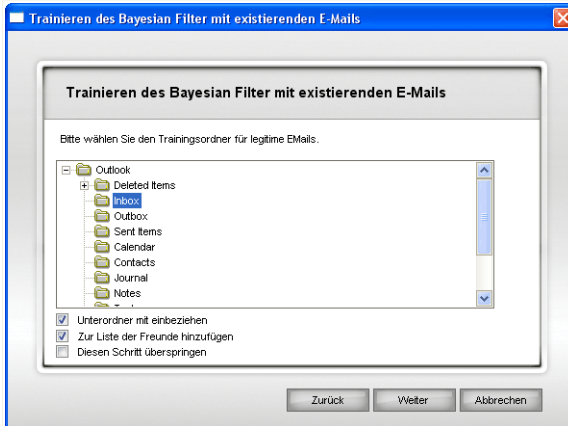 Trainieren des Bayesian Filter mit existierenden E-Mails
Trainieren des Bayesian Filter mit existierenden E-Mails
Bitte wählen Sie den Trainingsordner für legitime EMails.
Outlook
Deleted Items
Inbox
Outbox
Sent Items
Calendar
Contacts
Journal
Notes
Unterordner mit einbeziehen
Zur Liste der Freunde hinzufügen
Diesen Schritt überspringen
Zurück Weiter Abbrechen